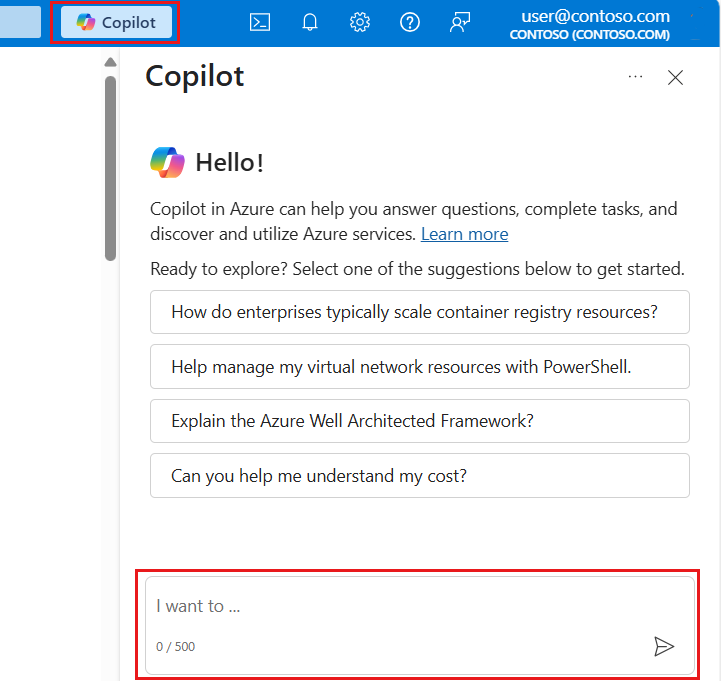 Copilot
user@contoso.com
CONTOSO (CONTOSO.COM)
Copilot
Hello!
Copilot in Azure can help you answer questions, complete tasks, and
discover and utilize Azure services. Learn more
Ready to explore? Select one of the suggestions below to get started.
How do enterprises typically scale container registry resources?
Help manage my virtual network resources with PowerShell.
Explain the Azure Well Architected Framework?
Can you help me understand my cost?
I want to ...
0 / 500